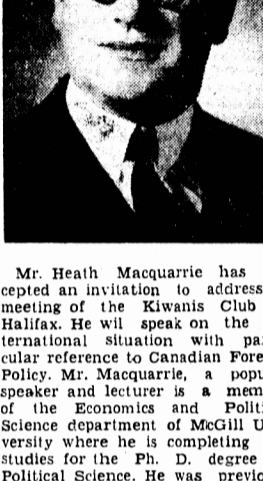 Mr. Heath Macquarrie has
cepted an invitation to address
meeting of the Kiwanis Club
Halifax. He wil speak on the
ternational situation with pa
cular reference to Canadian Fore
Policy. Mr. Macquarrie, a popu
speaker and lecturer is a mem
of the Economics and Politi
Science department of McGill U
versity where he is completing
studies for the Ph. D. degree
Political Science. He was previo